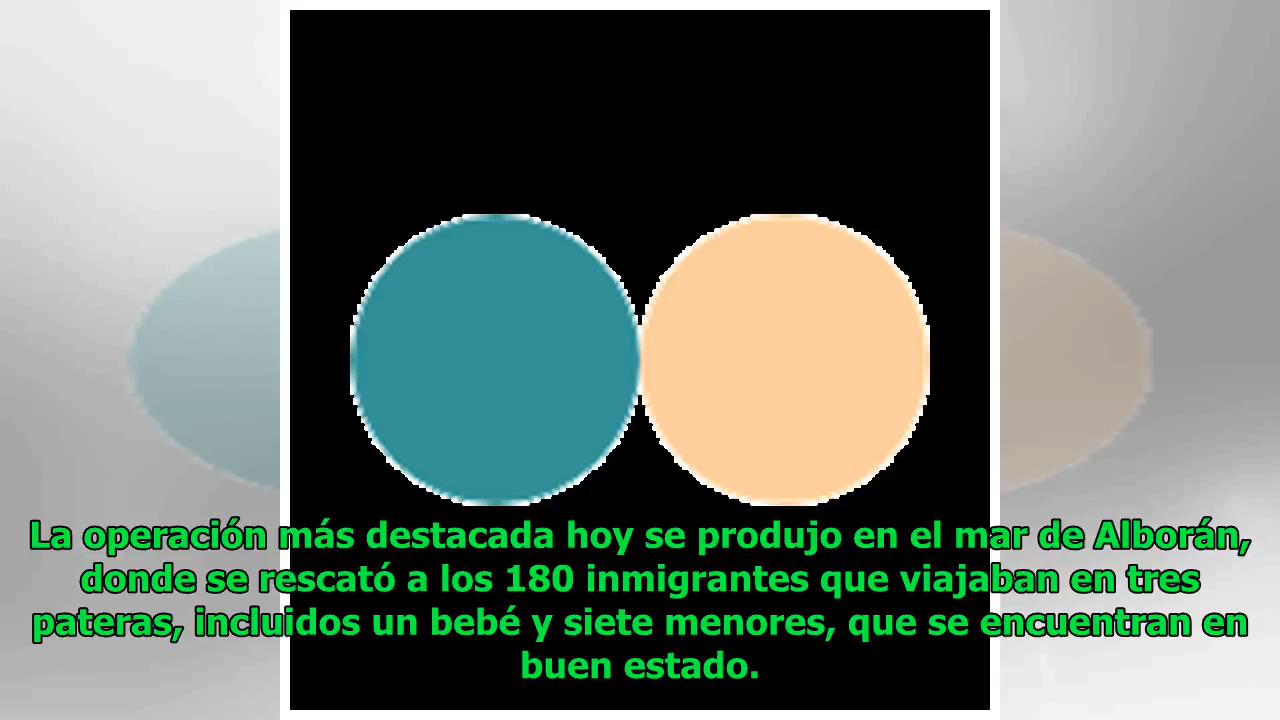 La operación más destacada hoy se produjo en el mar de Alborán,
donde se rescató a los 180 inmigrantes que viajaban en tres
pateras, incluidos un bebé y siete menores, que se encuentran en
buen estado.